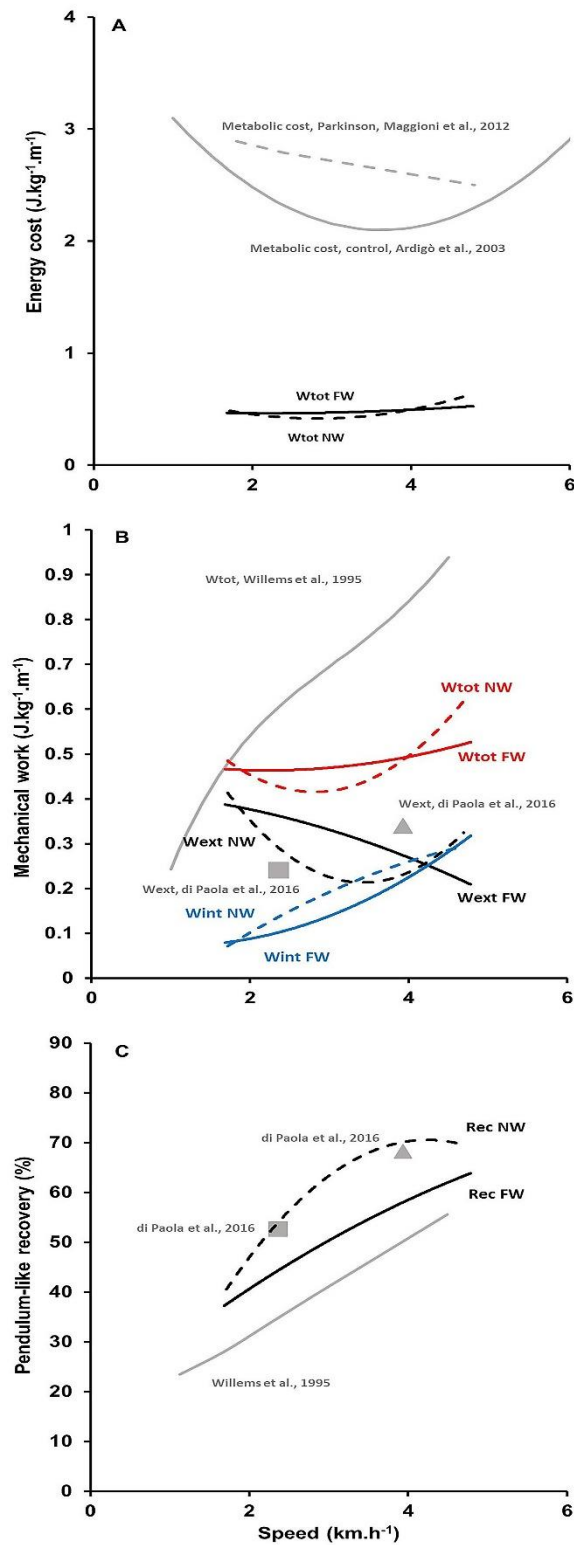 A
4
3
2
1
0
0
2
4
6
Energy cost (J.kg-1.m-1)
Metabolic cost, Parkinson, Maggioni et al., 2012
Metabolic cost, control, Ardigò et al., 2003
Wtot FW
Wtot NW
B
1
0.9
0.8
0.7
0.6
0.5
0.4
0.3
0.2
0.1
0
0
2
4
6
Mechanical work (J.kg-1.m-1)
Wtot, Willems et al., 1995
Wtot NW
Wtot FW
Wext, di Paola et al., 2016
Wext NW
Wext, di Paola et al., 2016
Wext FW
Wint NW
Wint FW
C
90
80
70
60
50
40
30
20
10
0
0
2
4
6
Pendulum-like recovery (%)
di Paola et al., 2016
Rec NW
Rec FW
di Paola et al., 2016
Willems et al., 1995
Speed (km.h-1)